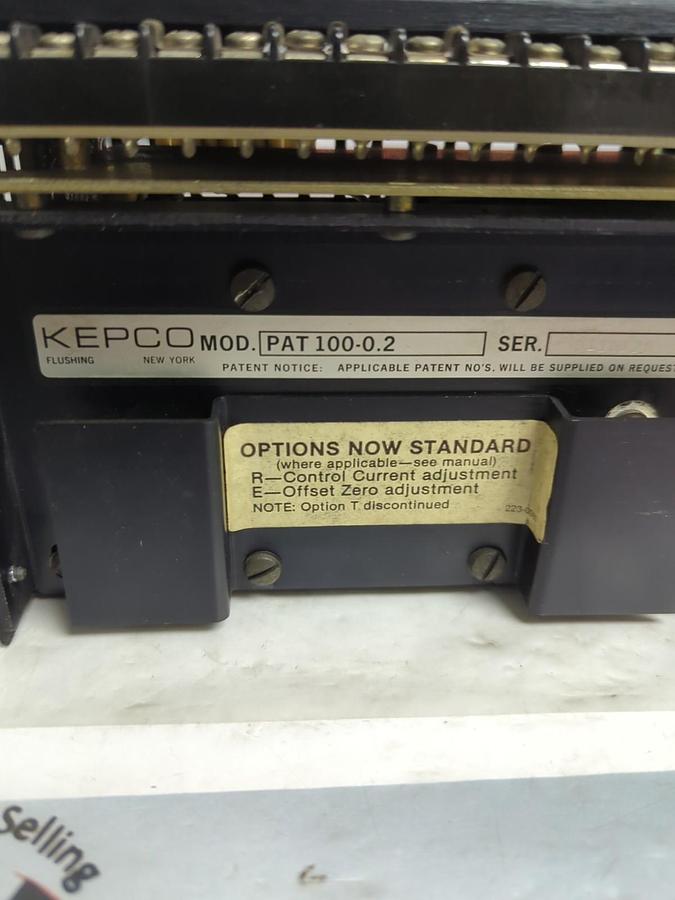 KEPCO MOD. PAT 100-0.2 SER.
FLUSHING NEW YORK
PATENT NOTICE: APPLICABLE PATENT NO'S. WILL BE SUPPLIED ON REQUEST
OPTIONS NOW STANDARD
(where applicable—see manual)
R—Control Current adjustment
E—Offset Zero adjustment
NOTE: Option T discontinued
selling